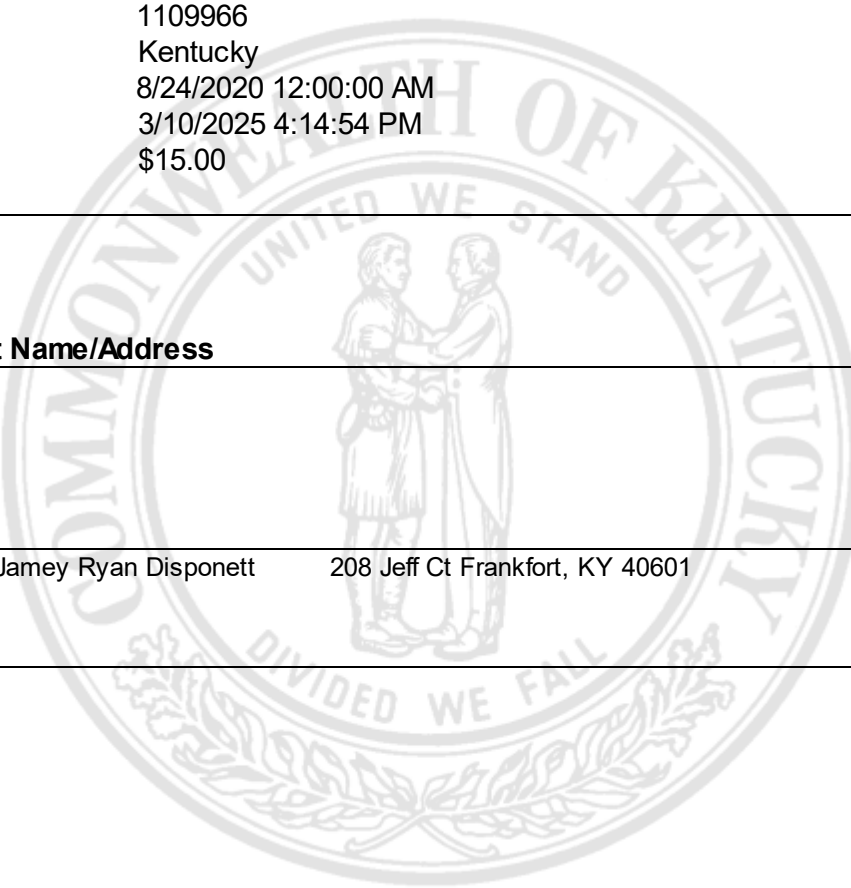 1109966
Kentucky
8/24/2020 12:00:00 AM
3/10/2025 4:14:54 PM
$15.00
COMMONWEALTH OF KENTUCKY
UNITED WE STAND
Name/Address
Jamey Ryan Disponett 208 Jeff Ct Frankfort, KY 40601
DIVIDED WE FALL